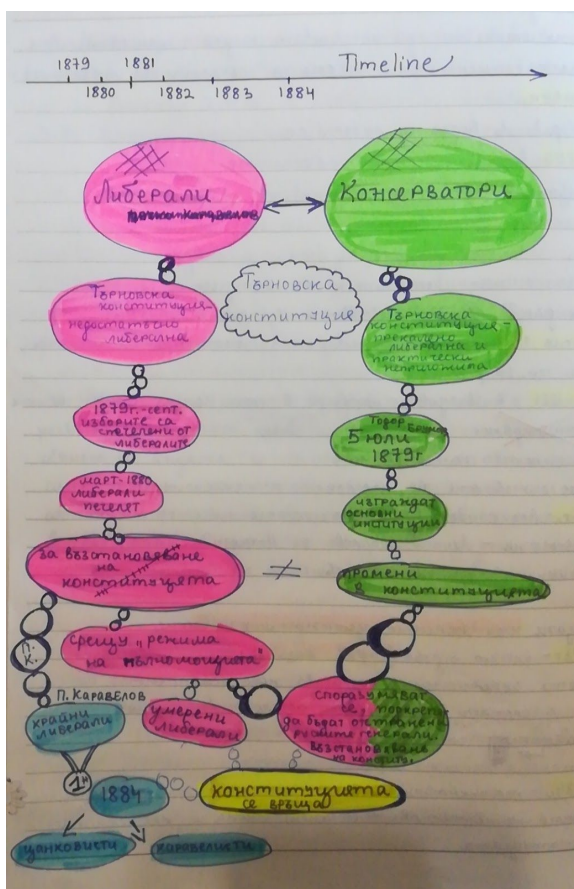 Timeline
1879
1881
1880
1882
1883
1884
Либерали
Консерватори
Търновска
конституция
Търновска
конституция-
недостатъчно
либерална
Търновска
конституция-
прекалено
либерална и
практически
неприложима
1879г.-септ.
изборите са
спечелени от
либералите
Тодор Бурмов
5 юли
1879г
март-1880
либерали
печелят
изграждат
основни
институции
за възстановяване
на
конституцията
≠
промени
в конституцията
П.
К.
срещу "режима
на пълномощията"
П. Каравелов
крайни
либерали
умерени
либерали
споразумяват
се,
да бъдат отстранени
руските генерали.
възстановяване
на констит.
1884
конституцията
се връща
цанковисти
каравелисти